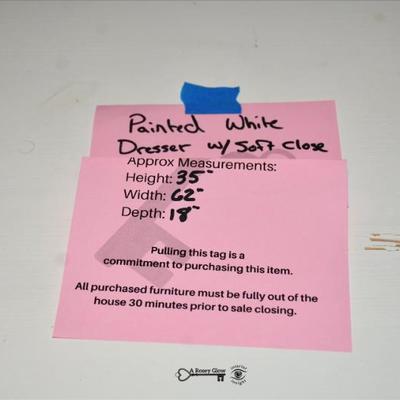 Painted White
Dresser w/ Soft Close
Approx Measurements:
Height: 35"
Width: 62"
Depth: 18"
Pulling this tag is a
commitment to purchasing this item.
All purchased furniture must be fully out of the
house 30 minutes prior to sale closing.
A Rosey Glow